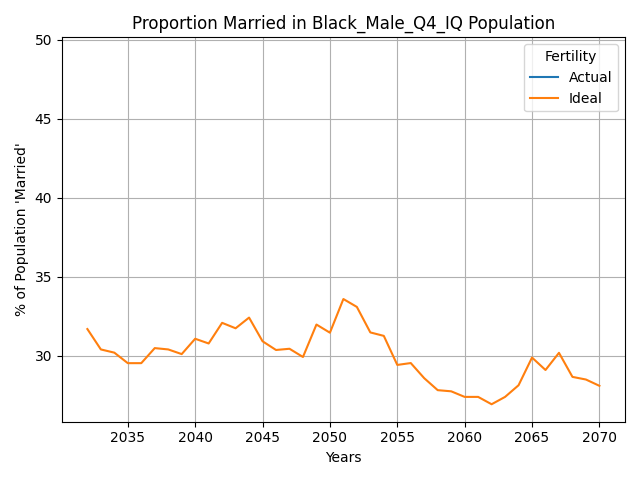 Proportion Married in Black_Male_Q4_IQ Population
% of Population 'Married'
50
45
40
35
30
Fertility
Actual
Ideal
2035 2040 2045 2050 2055 2060 2065 2070
Years